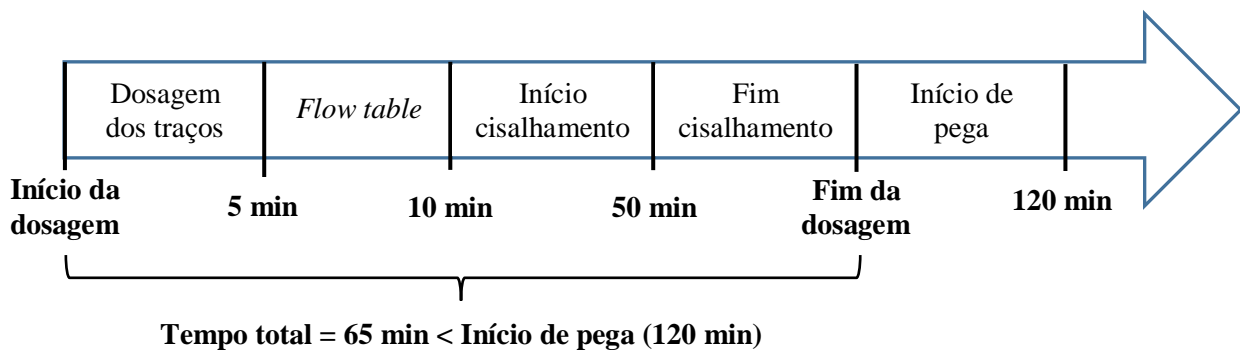 Dosagem
dos traços
Flow table
Início
cisalhamento
Fim
cisalhamento
Início de
pega
Início da
dosagem
5 min
10 min
50 min
Fim da
dosagem
120 min
Tempo total = 65 min < Início de pega (120 min)